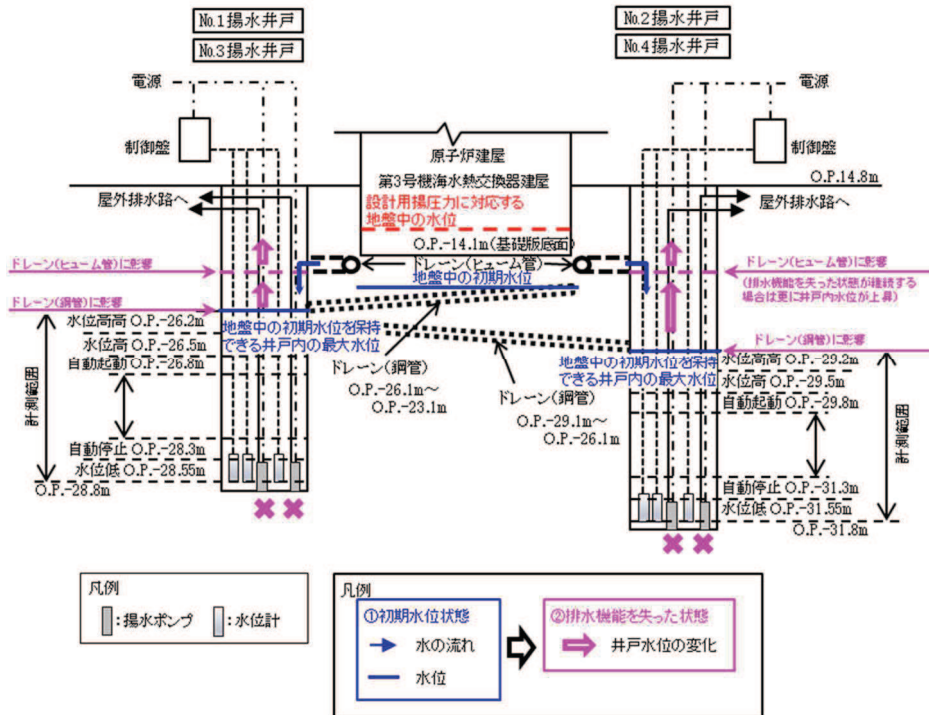 No.1揚水井戸
No.3揚水井戸
No.2揚水井戸
No.4揚水井戸
電源
電源
制御盤
制御盤
原子炉建屋
第3号機海水熱交換器建屋
設計用揚圧力に対応する
地盤中の水位
O.P.14.8m
屋外排水路へ
屋外排水路へ
O.P.-14.1m(基礎版底面)
ドレーン(ヒューム管)
地盤中の初期水位
ドレーン(ヒューム管)に影響
ドレーン(鋼管)に影響
ドレーン(ヒューム管)に影響
(排水機能を失った状態が継続する
場合は更に井戸内水位が上昇)
ドレーン(鋼管)に影響
水位高高 O.P.-26.2m
水位高 O.P.-26.5m
自動起動 O.P.-26.8m
計測範囲
自動停止 O.P.-28.3m
水位低 O.P.-28.55m
O.P.-28.8m
地盤中の初期水位を保持
できる井戸内の最大水位
ドレーン(鋼管)
O.P.-26.1m～
O.P.-23.1m
ドレーン(鋼管)
O.P.-29.1m～
O.P.-26.1m
地盤中の初期水位を保持
できる井戸内の最大水位
水位高高 O.P.-29.2m
水位高 O.P.-29.5m
自動起動 O.P.-29.8m
計測範囲
自動停止 O.P.-31.3m
水位低 O.P.-31.55m
O.P.-31.8m
凡例
:揚水ポンプ
:水位計
凡例
①初期水位状態
水の流れ
水位
②排水機能を失った状態
井戸水位の変化